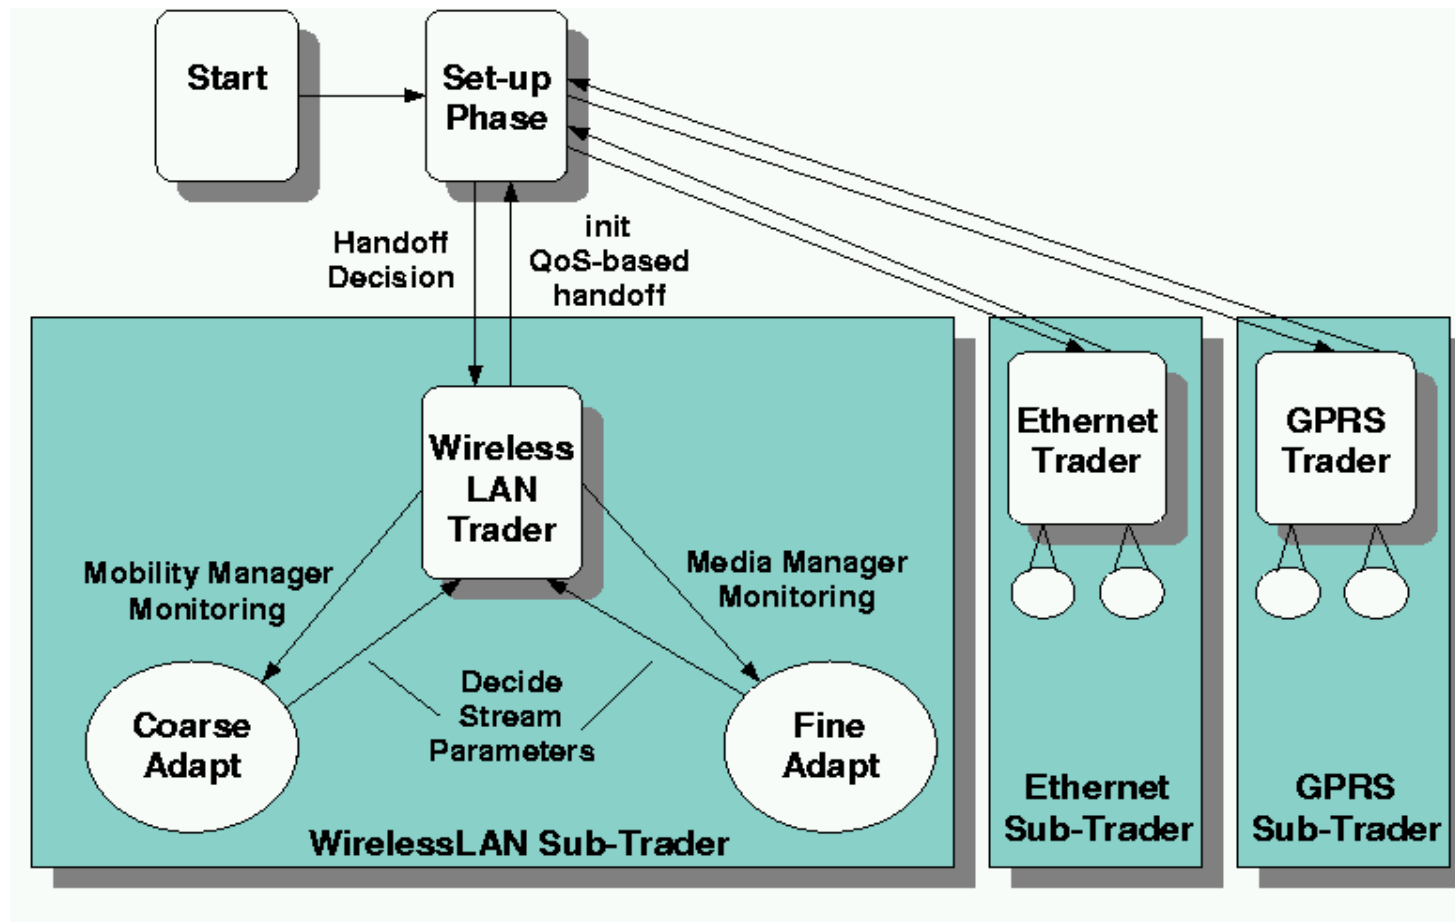 Start
Set-up
Phase
Handoff
Decision
init
QoS-based
handoff
Wireless
LAN
Trader
Mobility Manager
Monitoring
Media Manager
Monitoring
Coarse
Adapt
Decide
Stream
Parameters
Fine
Adapt
WirelessLAN Sub-Trader
Ethernet
Trader
Ethernet
Sub-Trader
GPRS
Trader
GPRS
Sub-Trader